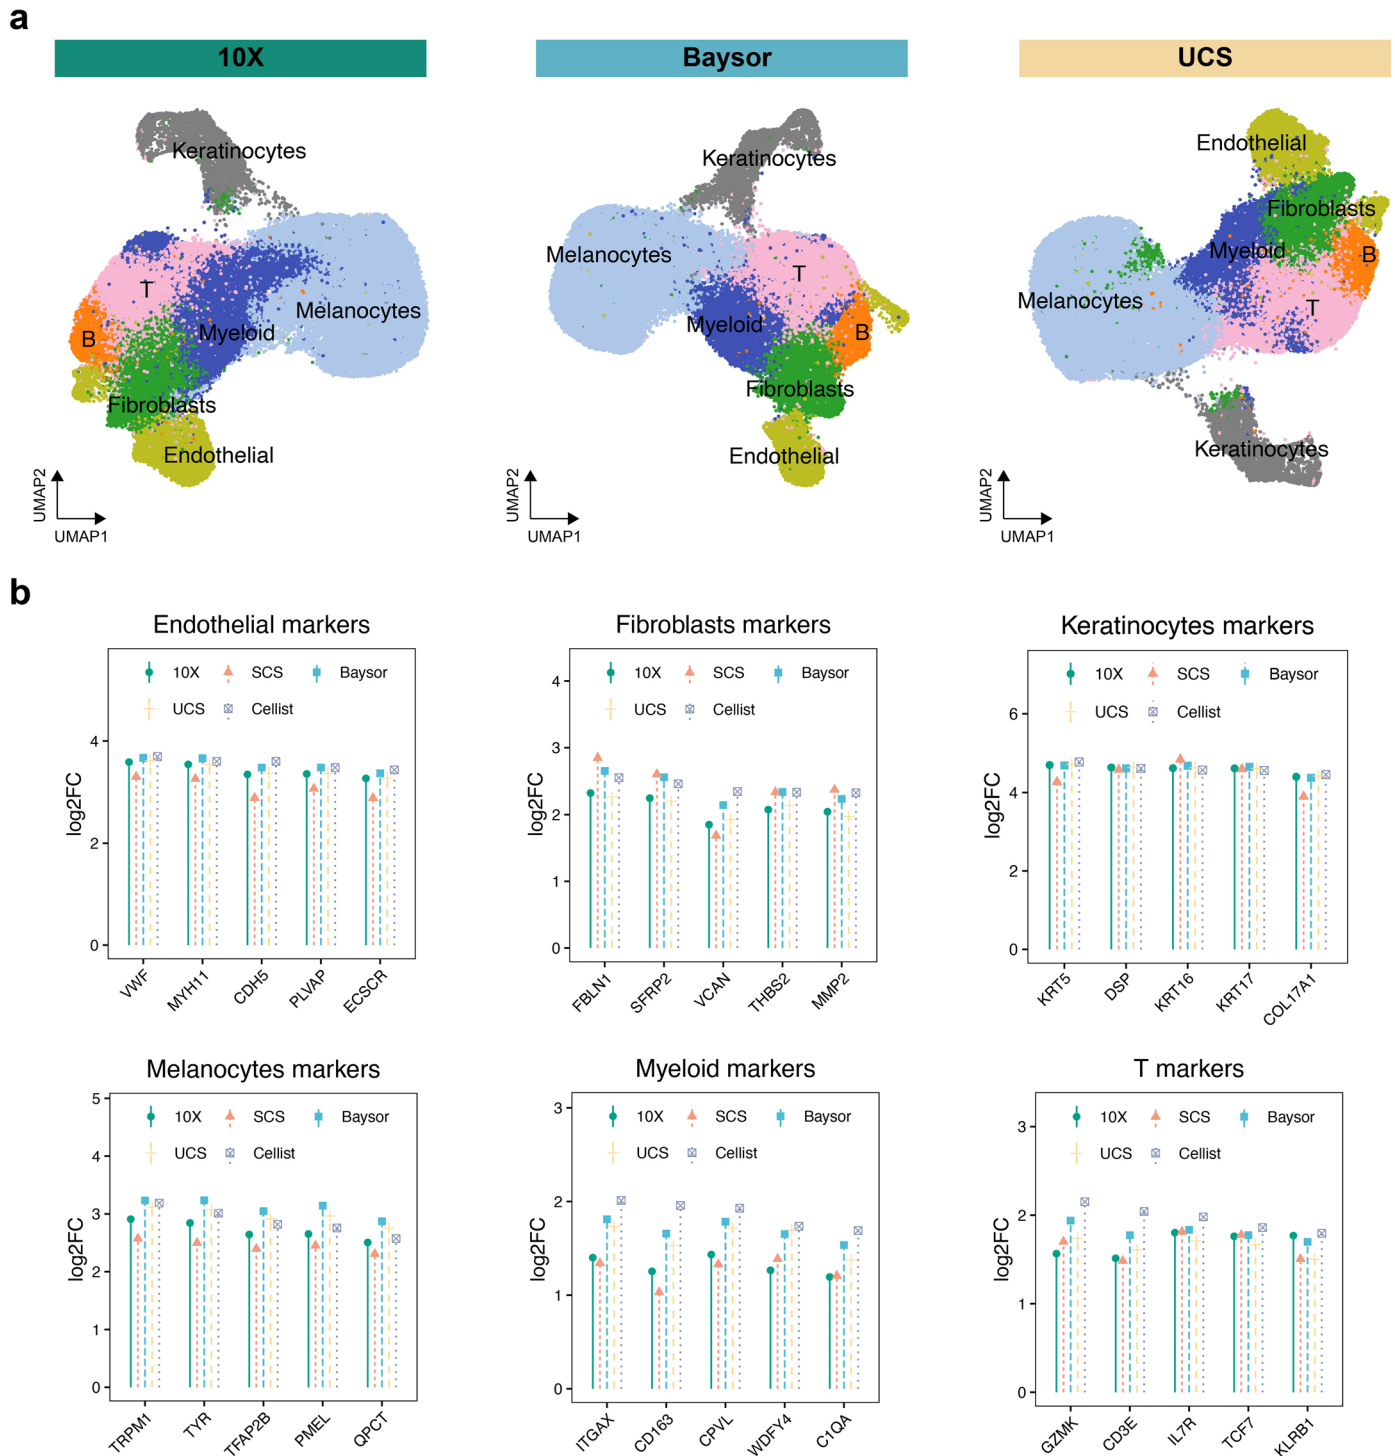 a
10X
Baysor
UCS
Keratinocytes
T
Melanocytes
B
Myeloid
Fibroblasts
Endothelial
UMAP2
UMAP1
Keratinocytes
Melanocytes
T
Myeloid
B
Fibroblasts
Endothelial
UMAP2
UMAP1
Endothelial
Fibroblasts
Myeloid
B
Melanocytes
T
Keratinocytes
UMAP2
UMAP1
b
Endothelial markers
10X SCS Baysor
UCS Cellist
log2FC
4
2
0
VWF MYH11 CDH5 PLVAP ECSCR
Fibroblasts markers
10X SCS Baysor
UCS Cellist
log2FC
4
3
2
1
0
FBLN1 SFRP2 VCAN THBS2 MMP2
Keratinocytes markers
10X SCS Baysor
UCS Cellist
log2FC
6
4
2
0
KRT5 DSP KRT16 KRT17 COL17A1
Melanocytes markers
10X SCS Baysor
UCS Cellist
log2FC
5
4
3
2
1
0
TRPM1 TYR TFAP2B PMEL QPCT
Myeloid markers
10X SCS Baysor
UCS Cellist
log2FC
3
2
1
0
ITGAX CD163 CPVL WDFY4 C1QA
T markers
10X SCS Baysor
UCS Cellist
log2FC
3
2
1
0
GZMK CD3E IL7R TCF7 KLRB1